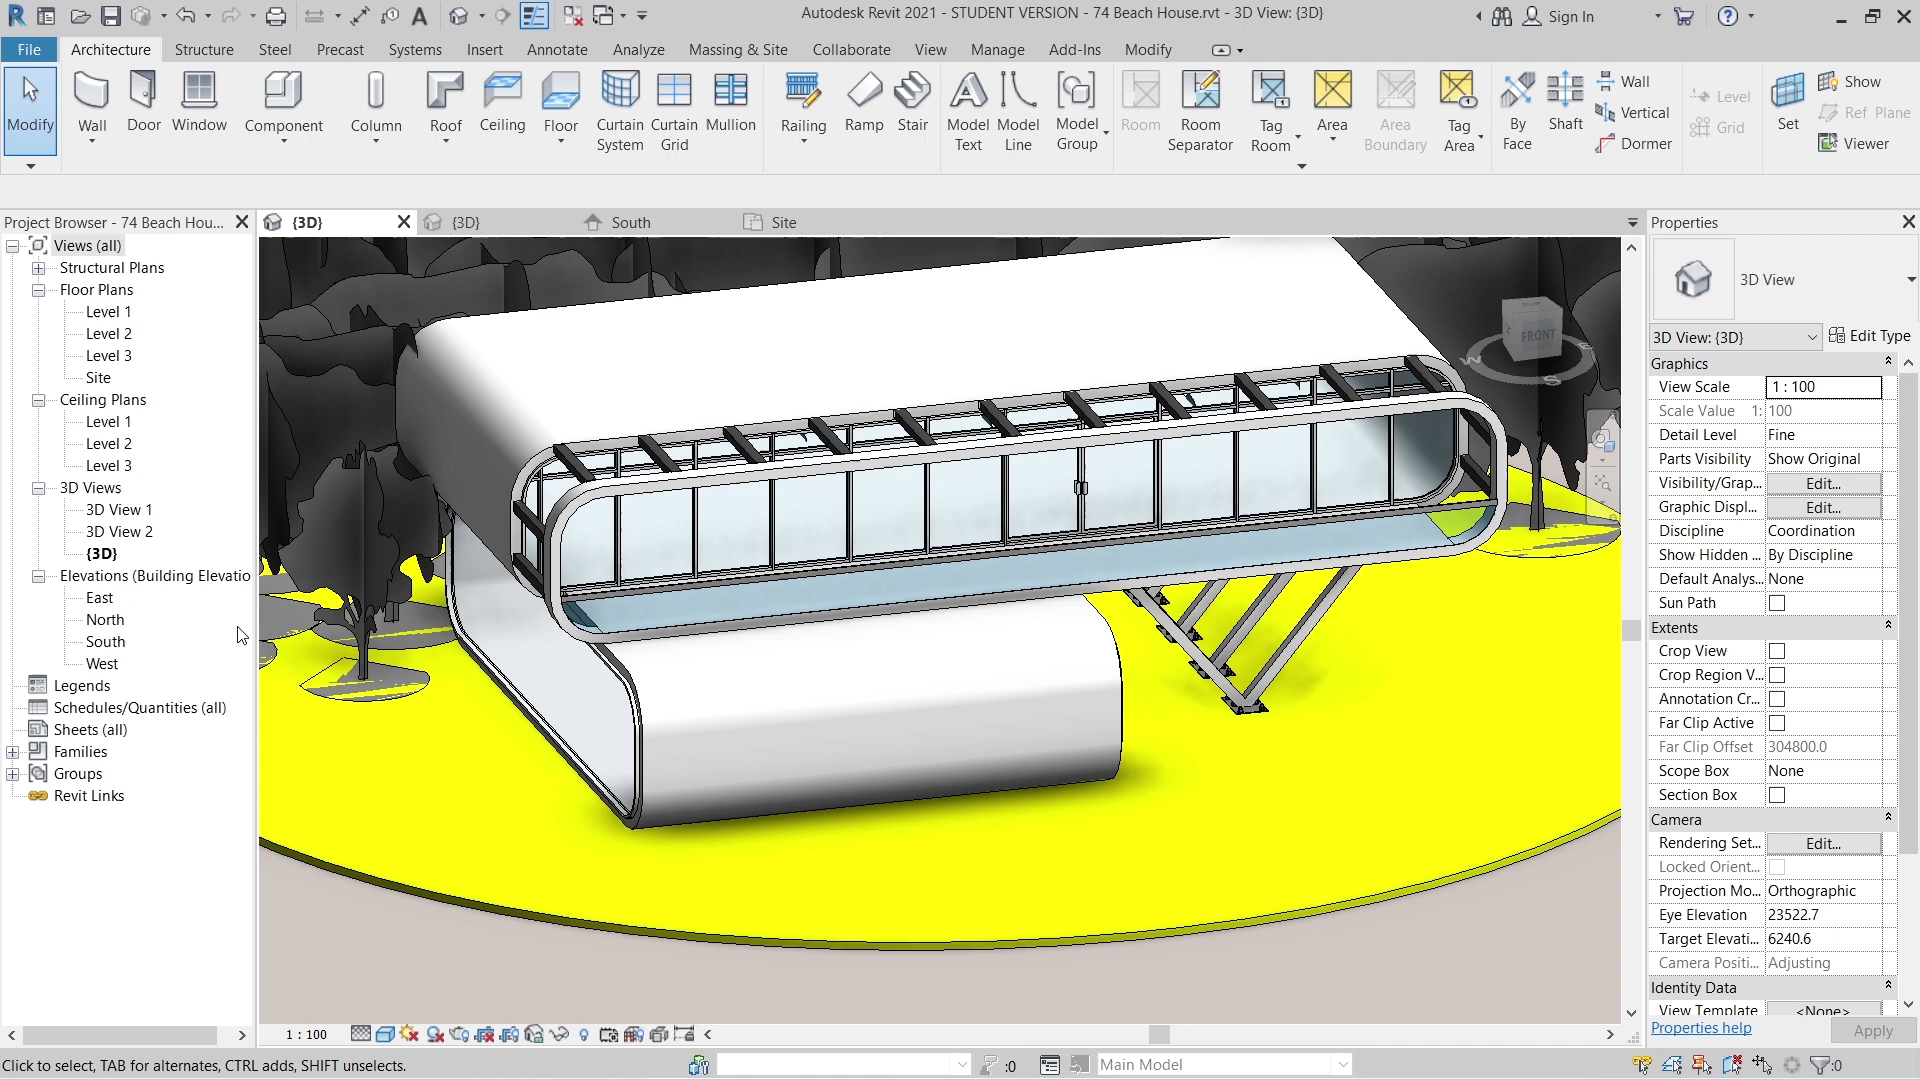 Autodesk Revit 2021 - STUDENT VERSION - 74 Beach House.rvt - 3D View: {3D}
Sign In
File Architecture Structure Steel Precast Systems Insert Annotate Analyze Massing & Site Collaborate View Manage Add-Ins Modify
Modify
Wall
Door
Window
Component
Column
Roof
Ceiling
Floor
Curtain System
Curtain Grid
Mullion
Railing
Ramp
Stair
Model Text
Model Line
Model Group
Room
Room Separator
Tag Room
Area
Area Boundary
Tag Area
By Face
Shaft
Wall
Vertical
Dormer
Level
Grid
Set
Show
Ref Plane
Viewer
Project Browser - 74 Beach Hou...
{3D}
{3D}
South
Site
Properties
Views (all)
Structural Plans
Floor Plans
Level 1
Level 2
Level 3
Site
Ceiling Plans
Level 1
Level 2
Level 3
3D Views
3D View 1
3D View 2
{3D}
Elevations (Building Elevatio
East
North
South
West
Legends
Schedules/Quantities (all)
Sheets (all)
Families
Groups
Revit Links
TOP
FRONT
W
S
E
3D View
3D View: {3D}
Edit Type
Graphics
View Scale 1 : 100
Scale Value 1: 100
Detail Level Fine
Parts Visibility Show Original
Visibility/Grap... Edit...
Graphic Displ... Edit...
Discipline Coordination
Show Hidden ... By Discipline
Default Analys... None
Sun Path
Extents
Crop View
Crop Region V...
Annotation Cr...
Far Clip Active
Far Clip Offset 304800.0
Scope Box None
Section Box
Camera
Rendering Set... Edit...
Locked Orient...
Projection Mo... Orthographic
Eye Elevation 23522.7
Target Elevati... 6240.6
Camera Positi... Adjusting
Identity Data
View Template <None>
Properties help
Apply
1 : 100
Click to select, TAB for alternates, CTRL adds, SHIFT unselects.
:0
Main Model
:0